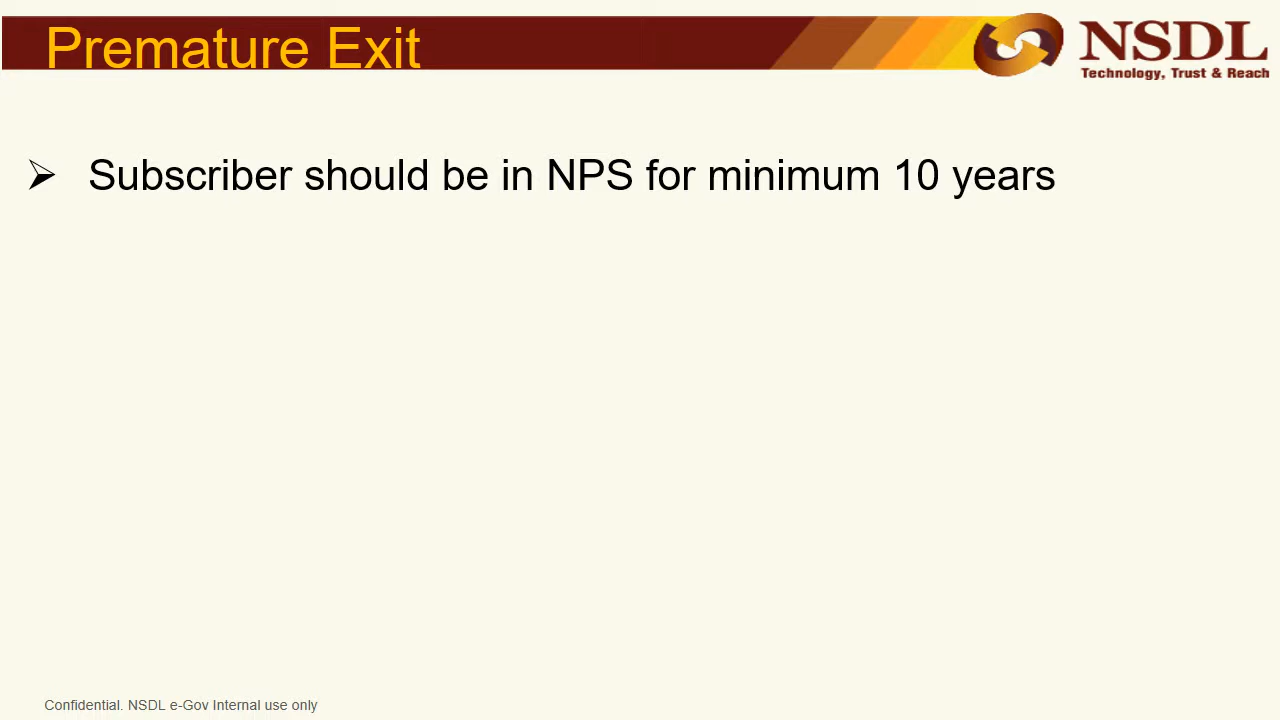 Premature Exit
NSDL
Technology, Trust & Reach
➢ Subscriber should be in NPS for minimum 10 years
Confidential. NSDL e-Gov Internal use only